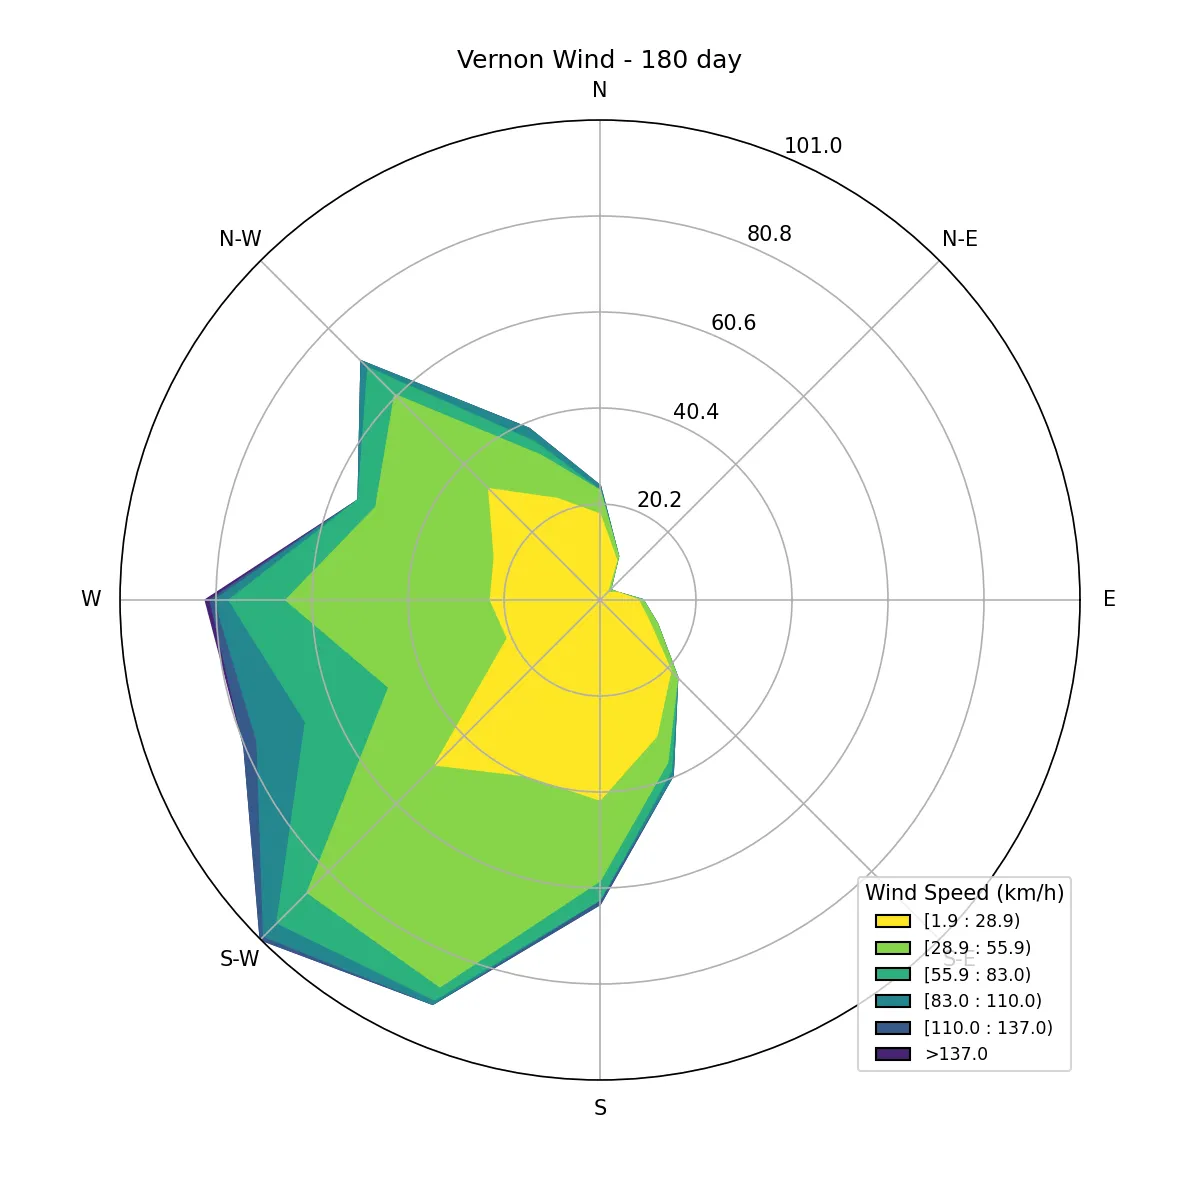 Vernon Wind - 180 day
N
101.0
N-W
N-E
80.8
60.6
40.4
20.2
W
E
S-W
S-E
S
Wind Speed (km/h)
[1.9 : 28.9)
[28.9 : 55.9)
[55.9 : 83.0)
[83.0 : 110.0)
[110.0 : 137.0)
>137.0